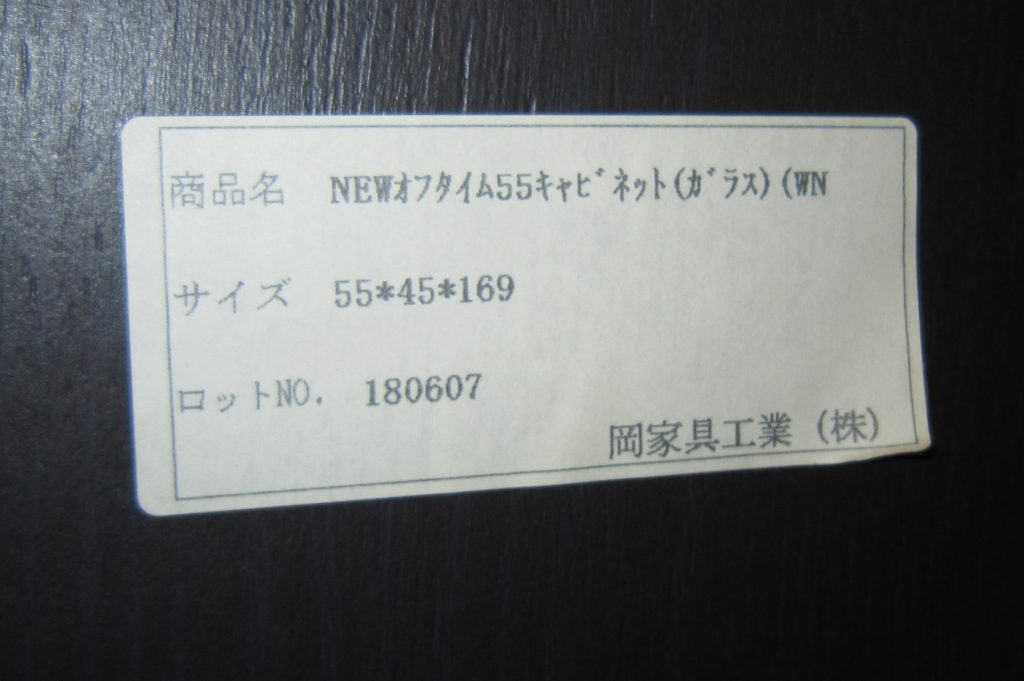 商品名 NEWｵﾌﾀｲﾑ55ｷｬﾋﾞﾈｯﾄ(ｶﾞﾗｽ)(WN
サイズ 55*45*169
ロットNO. 180607
岡家具工業（株）